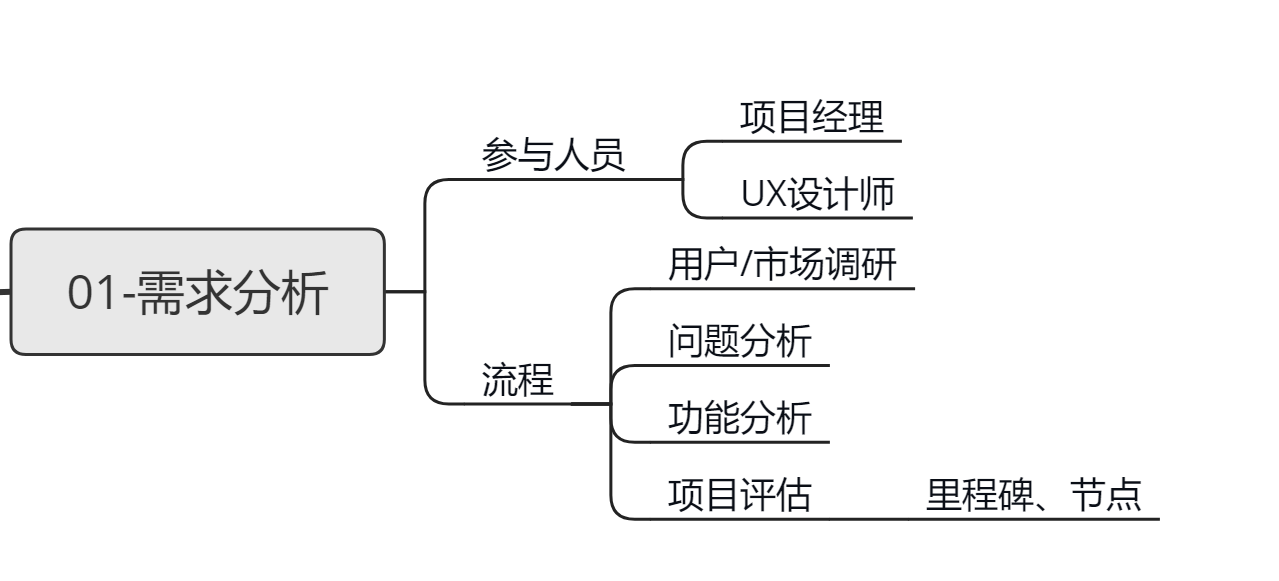 01-需求分析
参与人员
项目经理
UX设计师
流程
用户/市场调研
问题分析
功能分析
项目评估
里程碑、节点